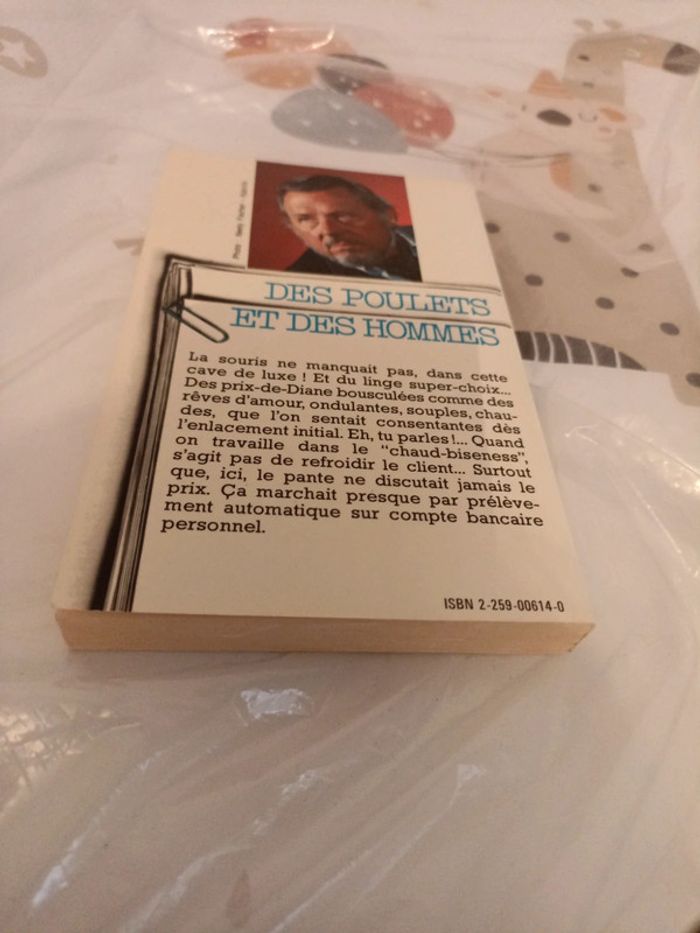 DES POULETS
ET DES HOMMES
La souris ne manquait pas, dans cette
cave de luxe ! Et du linge super-choix...
Des prix-de-Diane bousculées comme des
rêves d'amour, ondulantes, souples, chau-
des, que l'on sentait consentantes dès
l'enlacement initial. Eh, tu parles !... Quand
on travaille dans le "chaud-biseness",
s'agit pas de refroidir le client... Surtout
que, ici, le pante ne discutait jamais le
prix. Ça marchait presque par prélève-
ment automatique sur compte bancaire
personnel.
ISBN 2-259-00614-0